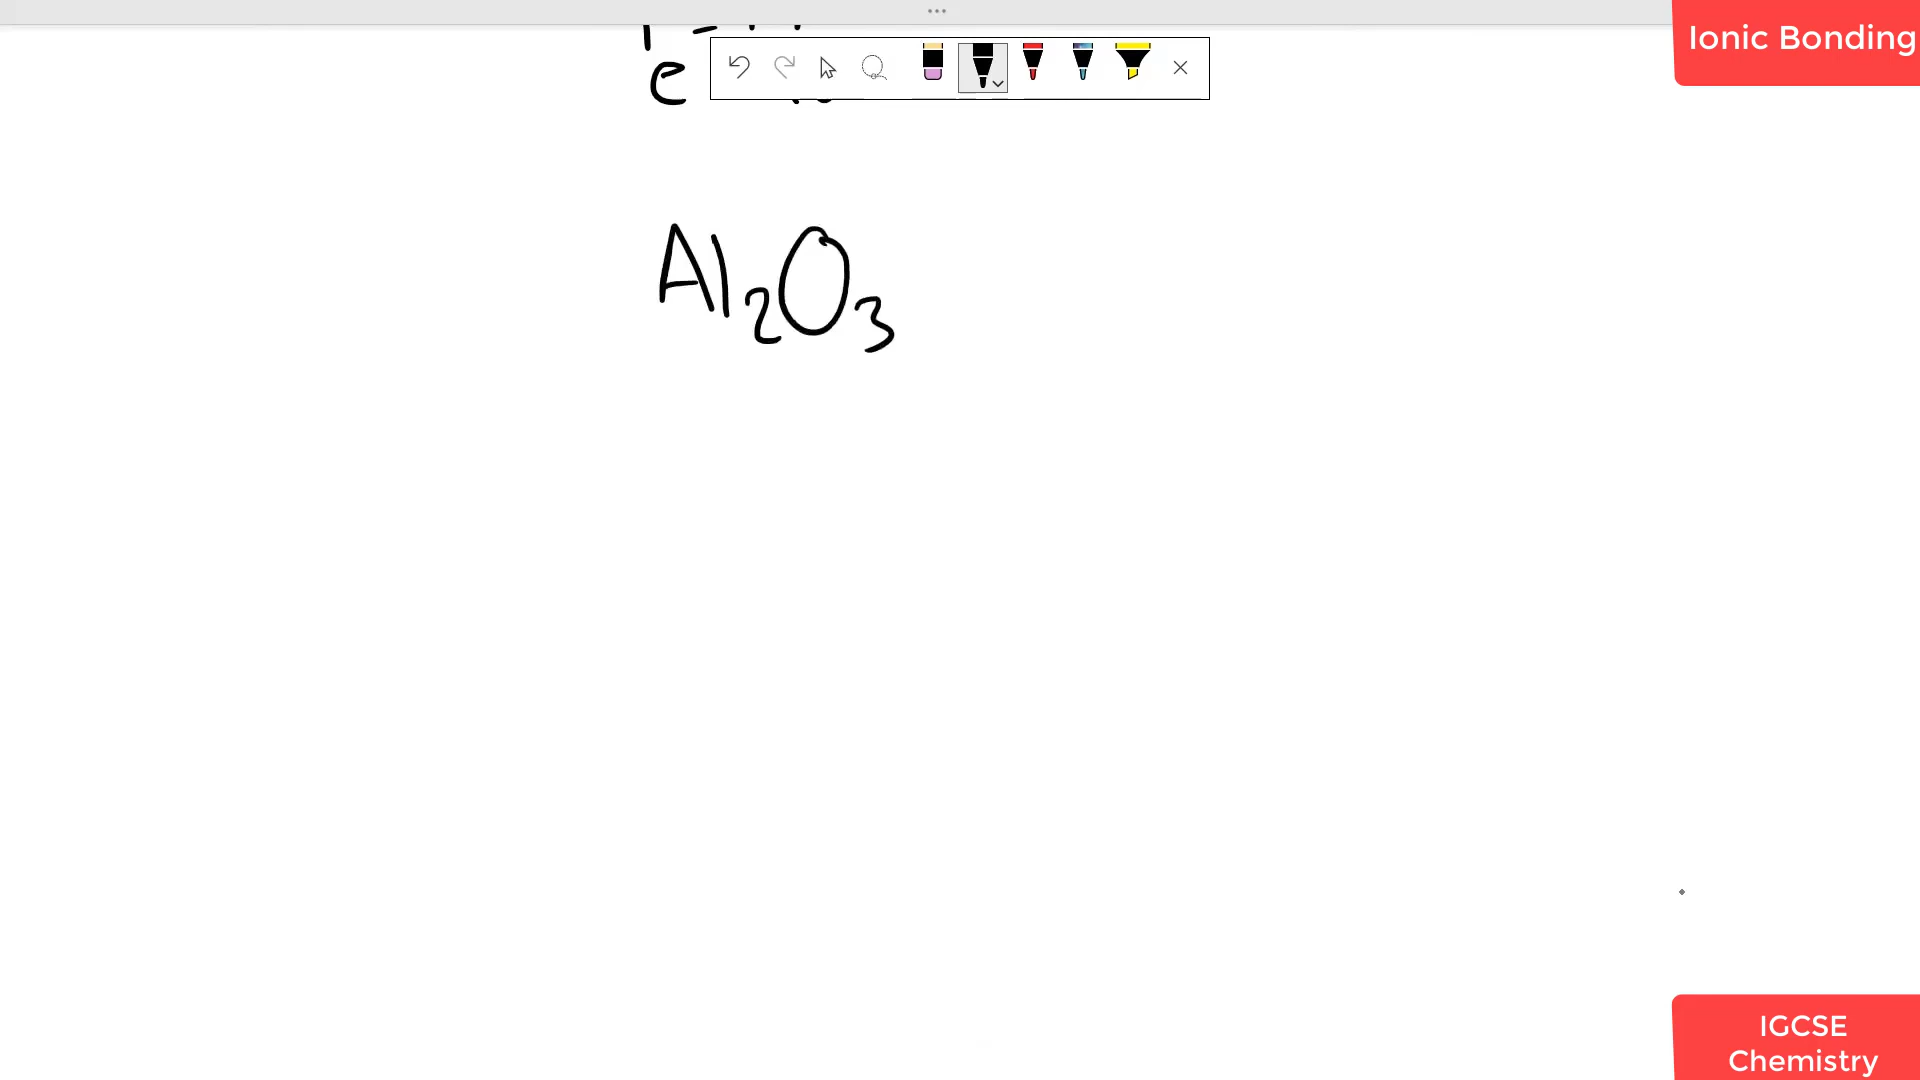 Ionic Bonding
e
Al₂O₃
IGCSE
Chemistry